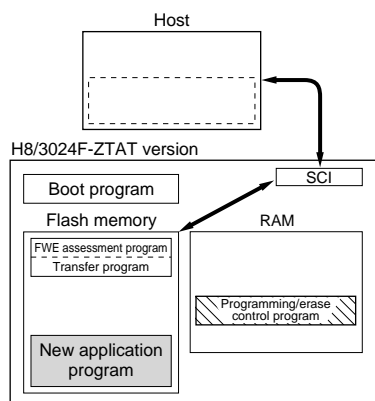 Host
H8/3024F-ZTAT version
SCI
Boot program
Flash memory
RAM
FWE assessment program
Transfer program
Programming/erase
control program
New application
program